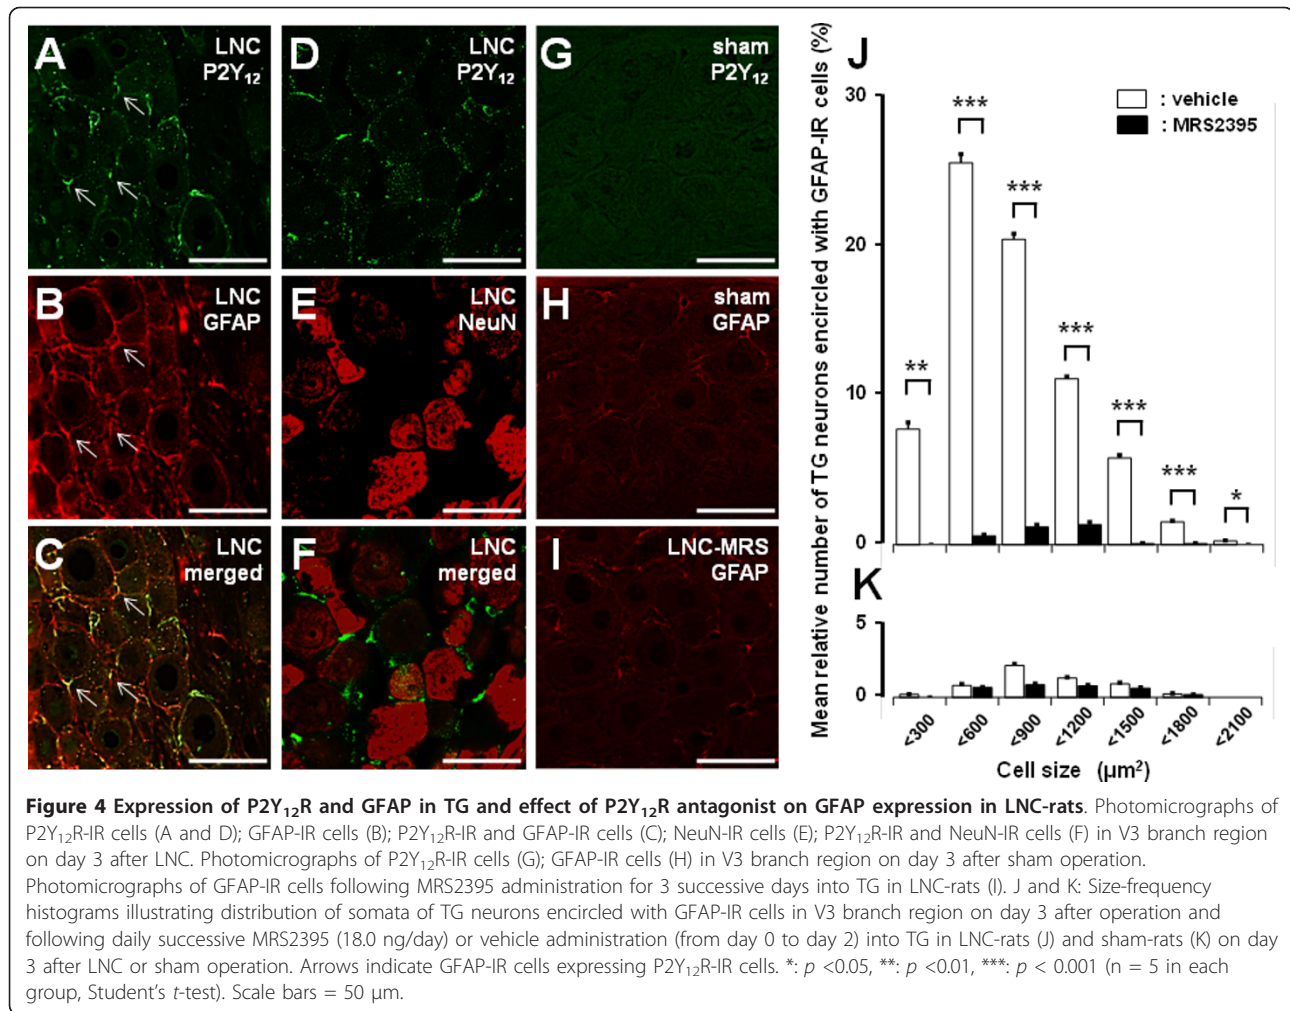 A
LNC
P2Y12
D
LNC
P2Y12
G
sham
P2Y12
B
LNC
GFAP
E
LNC
NeuN
H
sham
GFAP
C
LNC
merged
F
LNC
merged
I
LNC-MRS
GFAP
J
Mean relative number of TG neurons encircled with GFAP-IR cells (%)
: vehicle
: MRS2395
30
20
10
0
**
***
***
***
***
***
*
K
5
0
<300
<600
<900
<1200
<1500
<1800
<2100
Cell size (µm²)
Figure 4 Expression of P2Y12R and GFAP in TG and effect of P2Y12R antagonist on GFAP expression in LNC-rats. Photomicrographs of
P2Y12R-IR cells (A and D); GFAP-IR cells (B); P2Y12R-IR and GFAP-IR cells (C); NeuN-IR cells (E); P2Y12R-IR and NeuN-IR cells (F) in V3 branch region
on day 3 after LNC. Photomicrographs of P2Y12R-IR cells (G); GFAP-IR cells (H) in V3 branch region on day 3 after sham operation.
Photomicrographs of GFAP-IR cells following MRS2395 administration for 3 successive days into TG in LNC-rats (I). J and K: Size-frequency
histograms illustrating distribution of somata of TG neurons encircled with GFAP-IR cells in V3 branch region on day 3 after operation and
following daily successive MRS2395 (18.0 ng/day) or vehicle administration (from day 0 to day 2) into TG in LNC-rats (J) and sham-rats (K) on day
3 after LNC or sham operation. Arrows indicate GFAP-IR cells expressing P2Y12R-IR cells. *: p <0.05, **: p <0.01, ***: p < 0.001 (n = 5 in each
group, Student's t-test). Scale bars = 50 μm.